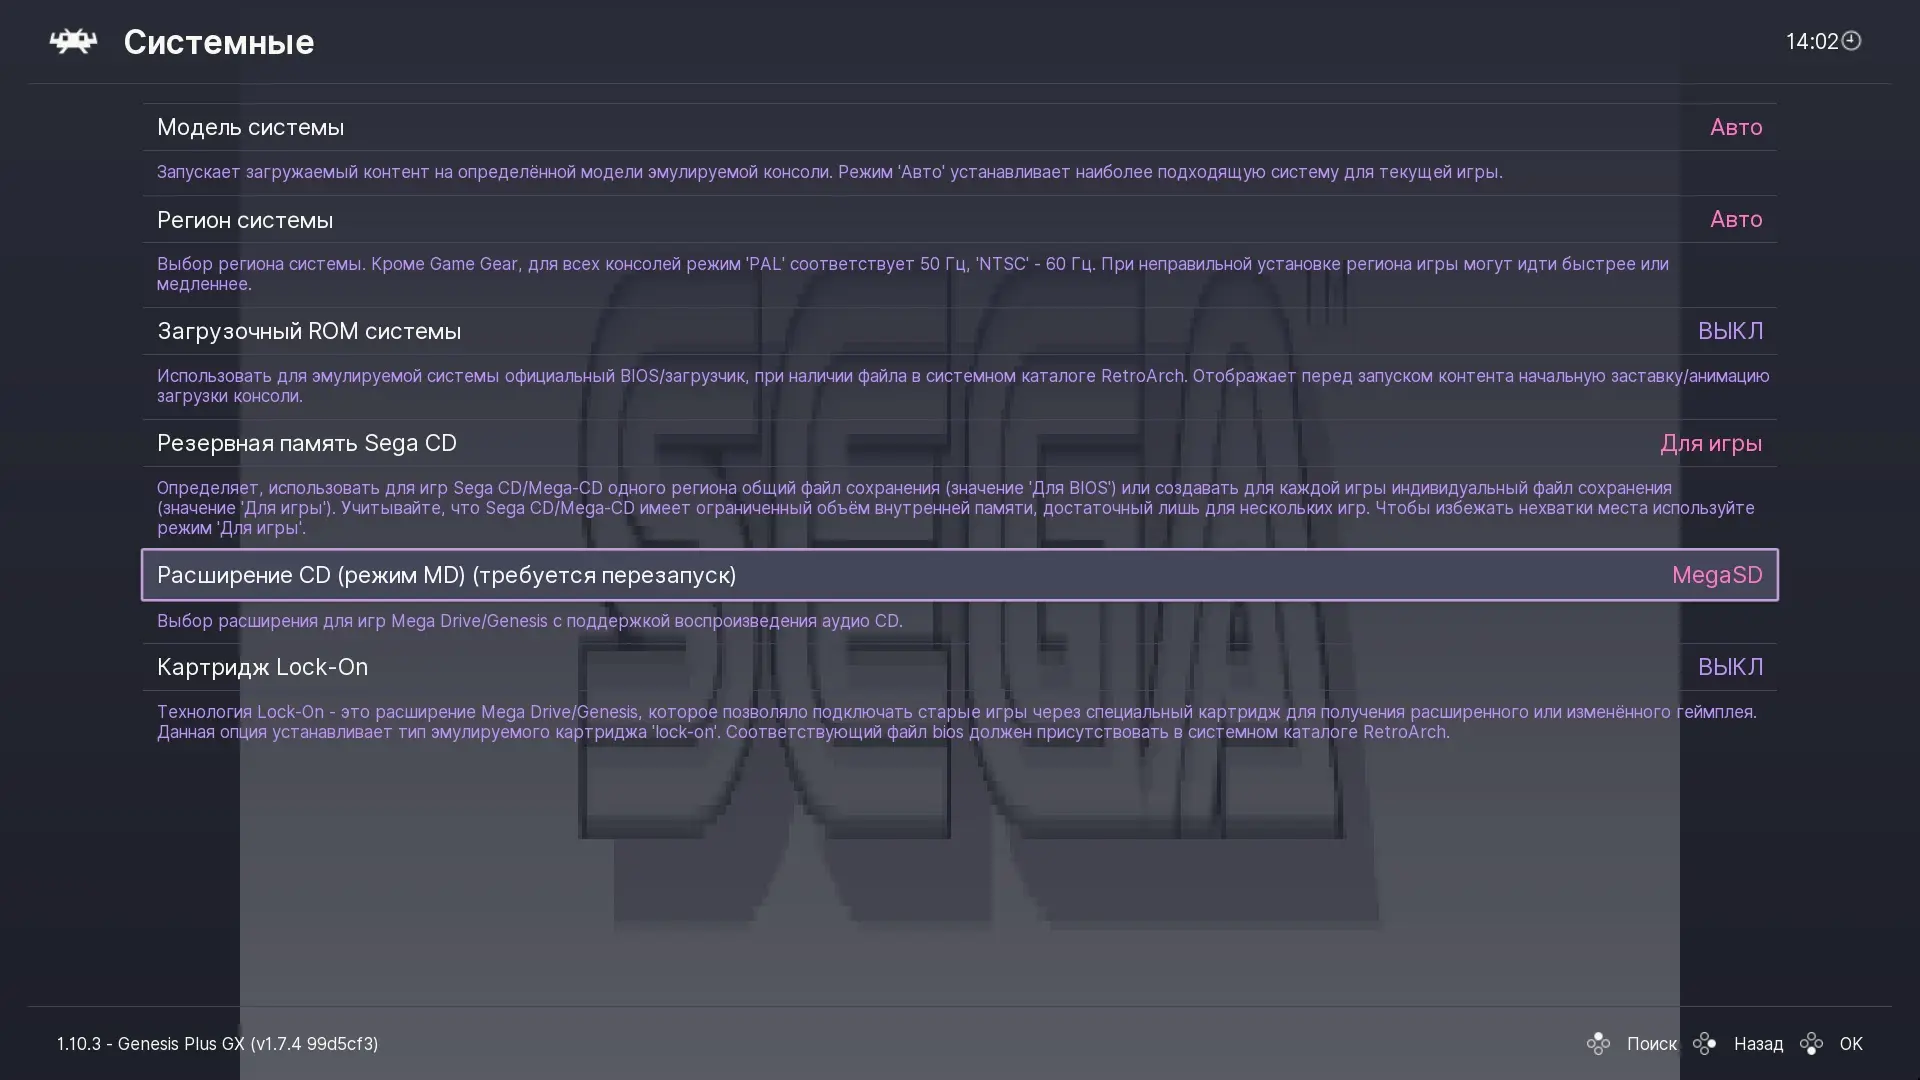 Системные
14:02
Модель системы
Авто
Запускает загружаемый контент на определённой модели эмулируемой консоли. Режим 'Авто' устанавливает наиболее подходящую систему для текущей игры.
Регион системы
Авто
Выбор региона системы. Кроме Game Gear, для всех консолей режим 'PAL' соответствует 50 Гц, 'NTSC' - 60 Гц. При неправильной установке региона игры могут идти быстрее или
медленнее.
Загрузочный ROM системы
ВЫКЛ
Использовать для эмулируемой системы официальный BIOS/загрузчик, при наличии файла в системном каталоге RetroArch. Отображает перед запуском контента начальную заставку/анимацию
загрузки консоли.
Резервная память Sega CD
Для игры
Определяет, использовать для игр Sega CD/Mega-CD одного региона общий файл сохранения (значение 'Для BIOS') или создавать для каждой игры индивидуальный файл сохранения
(значение 'Для игры'). Учитывайте, что Sega CD/Mega-CD имеет ограниченный объём внутренней памяти, достаточный лишь для нескольких игр. Чтобы избежать нехватки места используйте
режим 'Для игры'.
Расширение CD (режим MD) (требуется перезапуск)
MegaSD
Выбор расширения для игр Mega Drive/Genesis с поддержкой воспроизведения аудио CD.
Картридж Lock-On
ВЫКЛ
Технология Lock-On - это расширение Mega Drive/Genesis, которое позволяло подключать старые игры через специальный картридж для получения расширенного или изменённого геймплея.
Данная опция устанавливает тип эмулируемого картриджа 'lock-on'. Соответствующий файл bios должен присутствовать в системном каталоге RetroArch.
SEGA
TM
1.10.3 - Genesis Plus GX (v1.7.4 99d5cf3)
Поиск
Назад
OK